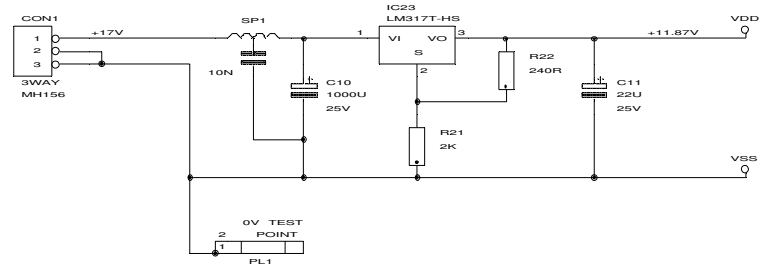 CON1
1
2
3
3WAY
MH156
+17V
SP1
10N
C10
1000U
25V
IC23
LM317T-HS
1
VI
VO
3
S
2
R22
240R
R21
2K
C11
22U
25V
+11.87V
VDD
VSS
0V TEST
2
POINT
1
PL1